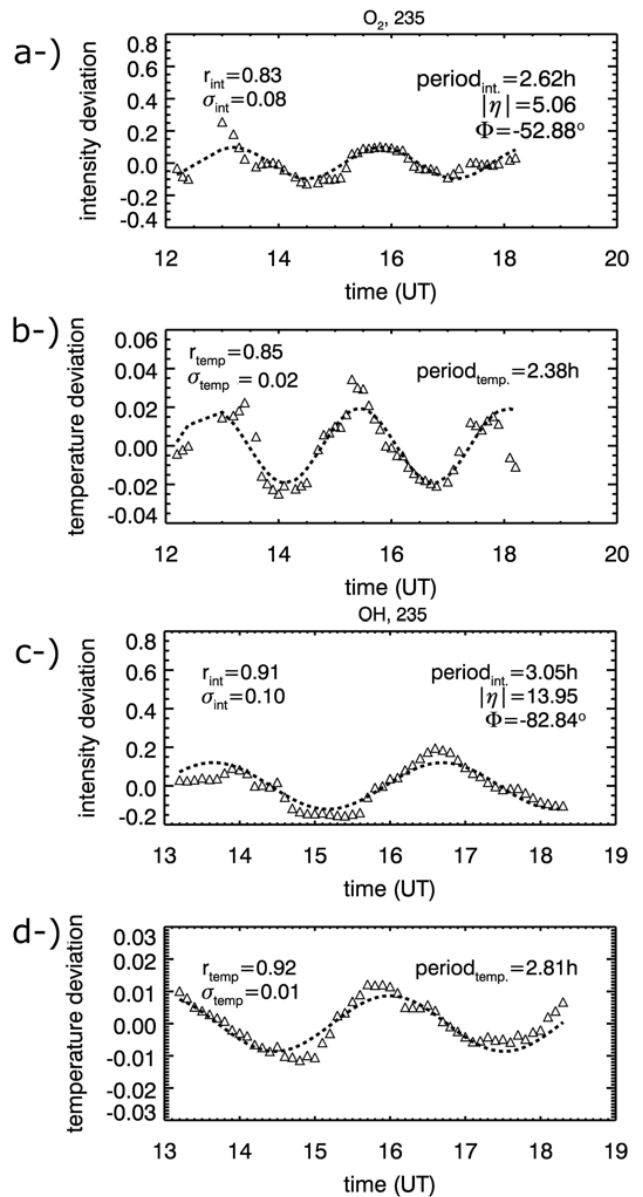 O₂, 235
a-)
r_int=0.83
σ_int=0.08
period_int.=2.62h
|η|=5.06
Φ=-52.88°
intensity deviation
0.8
0.6
0.4
0.2
0.0
-0.2
-0.4
12 14 16 18 20
time (UT)
b-)
r_temp=0.85
σ_temp = 0.02
period_temp.=2.38h
temperature deviation
0.06
0.04
0.02
0.00
-0.02
-0.04
12 14 16 18 20
time (UT)
OH, 235
c-)
r_int=0.91
σ_int=0.10
period_int.=3.05h
|η|=13.95
Φ=-82.84°
intensity deviation
0.8
0.6
0.4
0.2
0.0
-0.2
13 14 15 16 17 18 19
time (UT)
d-)
r_temp=0.92
σ_temp=0.01
period_temp.=2.81h
temperature deviation
0.03
0.02
0.01
0.00
-0.01
-0.02
-0.03
13 14 15 16 17 18 19
time (UT)